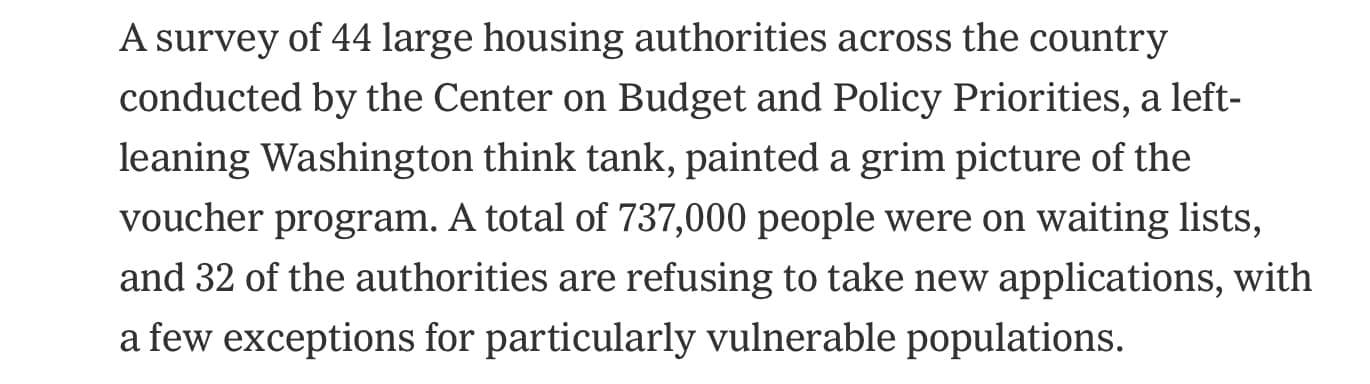 A survey of 44 large housing authorities across the country
conducted by the Center on Budget and Policy Priorities, a left-
leaning Washington think tank, painted a grim picture of the
voucher program. A total of 737,000 people were on waiting lists,
and 32 of the authorities are refusing to take new applications, with
a few exceptions for particularly vulnerable populations.